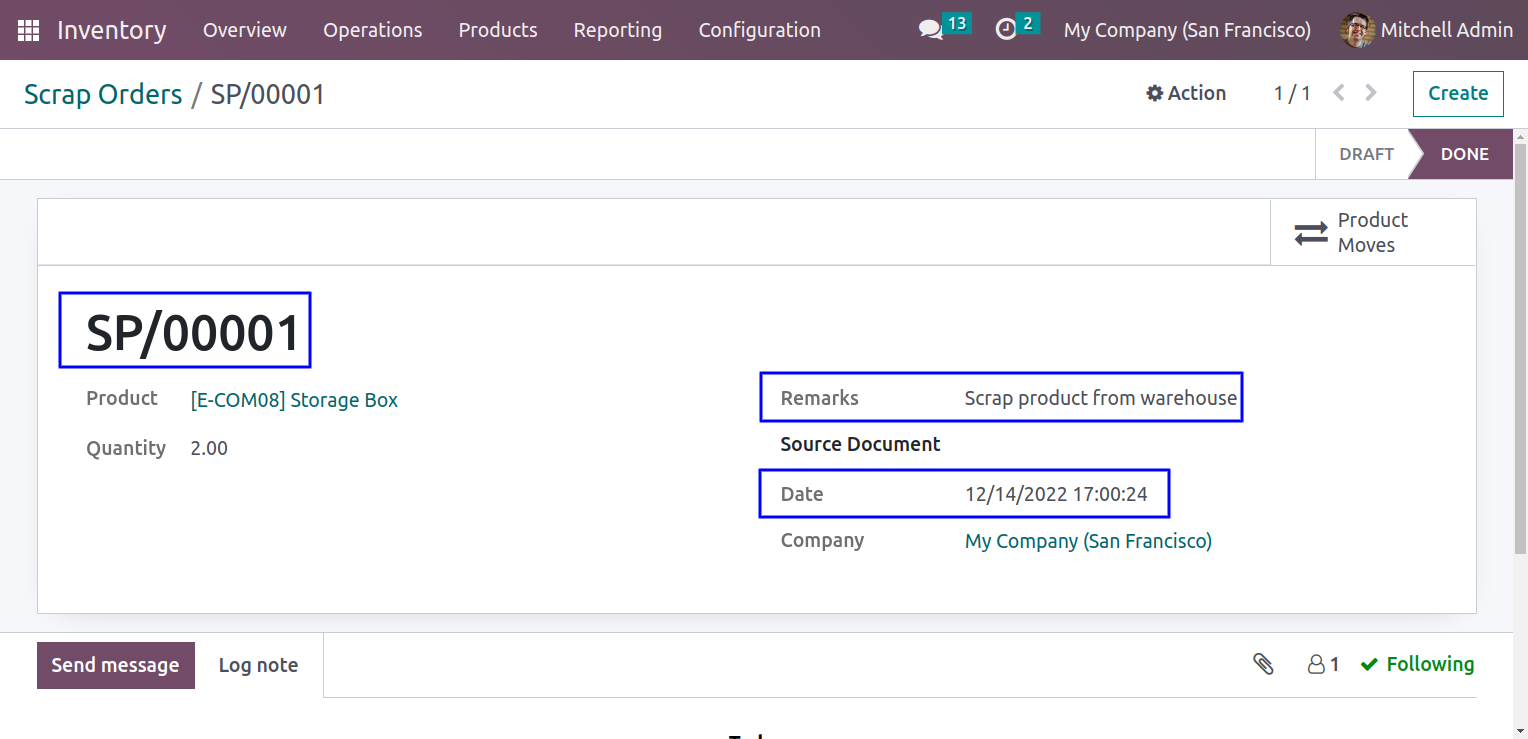 Inventory Overview Operations Products Reporting Configuration 13 2 My Company (San Francisco) Mitchell Admin
Scrap Orders / SP/00001 Action 1 / 1 Create
DRAFT DONE
Product
Moves
SP/00001
Product [E-COM08] Storage Box
Quantity 2.00
Remarks Scrap product from warehouse
Source Document
Date 12/14/2022 17:00:24
Company My Company (San Francisco)
Send message Log note 1 Following